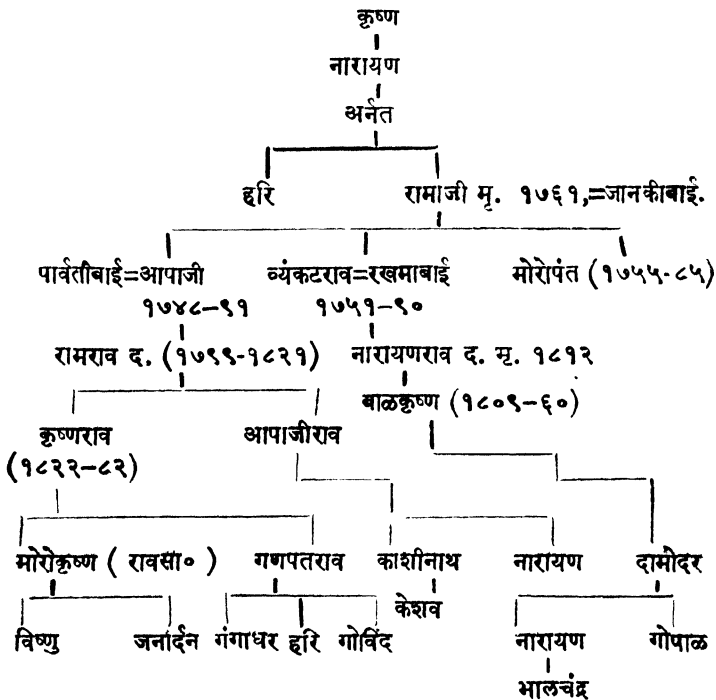 कृष्ण
नारायण
अनंत
हरि रामाजी मृ. १७६१,=जानकीबाई.
पार्वतीबाई=आपाजी व्यंकटराव=रखमाबाई मोरोपंत (१७५५-८५)
१७४८-९१ १७५१-९०
रामराव द. (१७९९-१८२१) नारायणराव द. मृ. १८१२
बाळकृष्ण (१८०९-६०)
कृष्णराव आपाजीराव
(१८२२-८२)
मोरोकृष्ण ( रावसा० ) गणपतराव काशीनाथ नारायण दामोदर
केशव
विष्णु जनार्दन गंगाधर हरि गोविंद नारायण गोपाळ
भालचंद्र